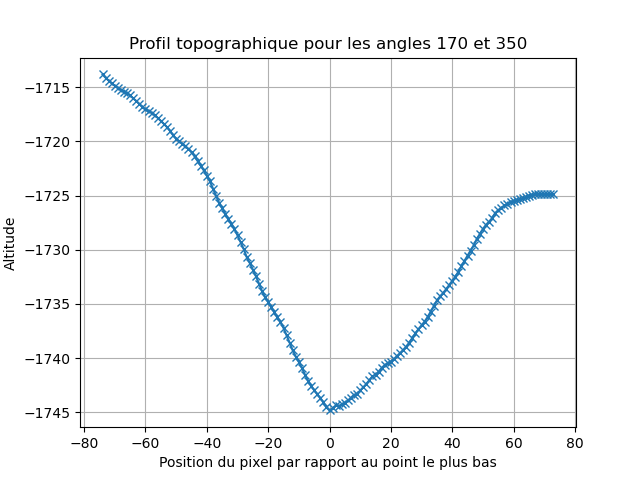 Profil topographique pour les angles 170 et 350
−1715
−1720
−1725
−1730
−1735
−1740
−1745
Altitude
−80 −60 −40 −20 0 20 40 60 80
Position du pixel par rapport au point le plus bas